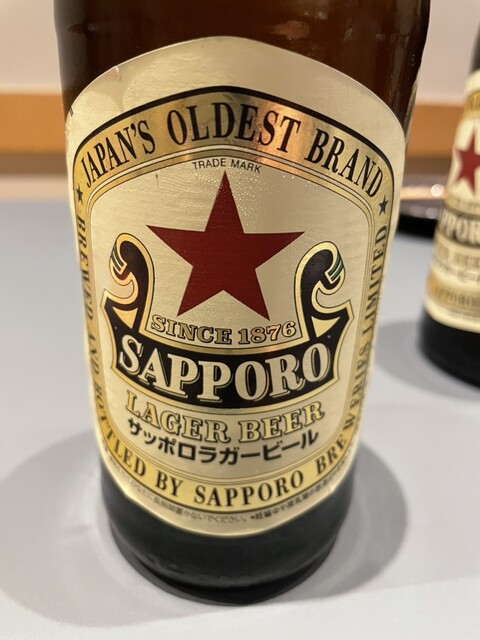 JAPAN'S OLDEST BRAND
TRADE MARK
SINCE 1876
SAPPORO
LAGER BEER
サッポロラガービール
BREWED AND BOTTLED BY SAPPORO BREWERIES LIMITED